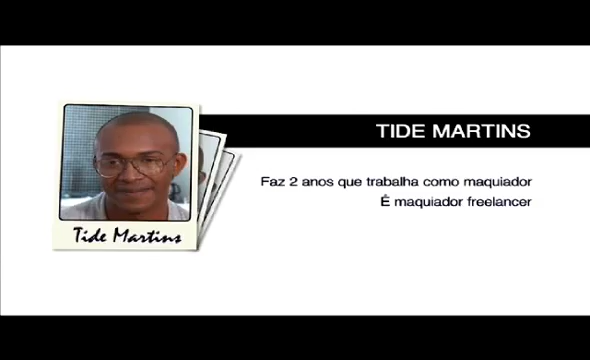 TIDE MARTINS
Faz 2 anos que trabalha como maquiador
É maquiador freelancer
Tide Martins